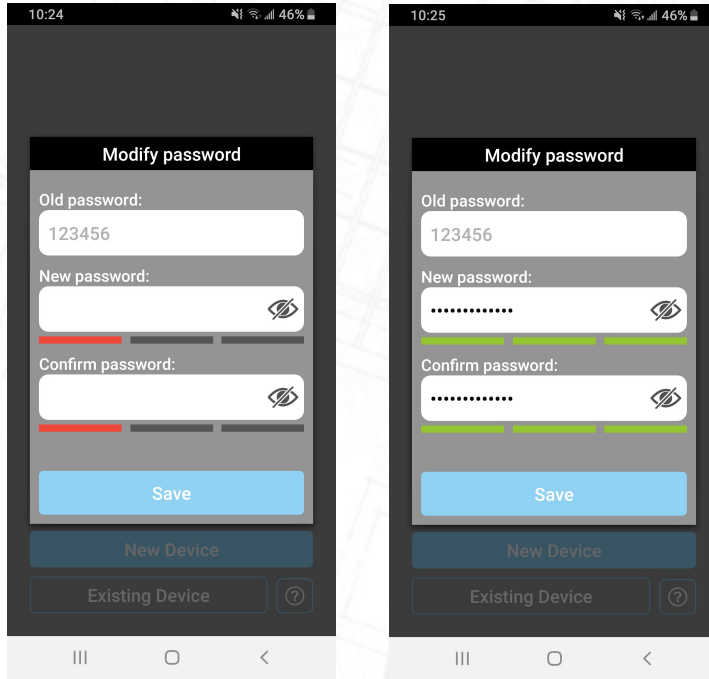 10:24
46%
Modify password
Old password:
123456
New password:
Confirm password:
Save
New Device
Existing Device
?
10:25
46%
Modify password
Old password:
123456
New password:
•••••••••••••
Confirm password:
•••••••••••••
Save
New Device
Existing Device
?